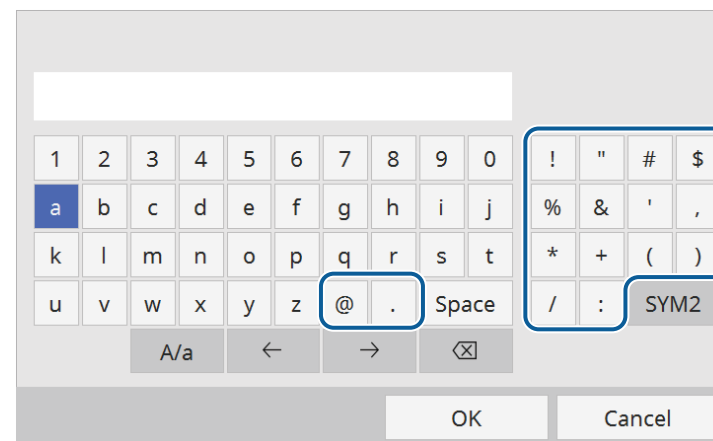 1 2 3 4 5 6 7 8 9 0 ! " # $
a b c d e f g h i j % & ' ,
k l m n o p q r s t * + ( )
u v w x y z @ . Space / : SYM2
A/a ← → ⌫
OK Cancel